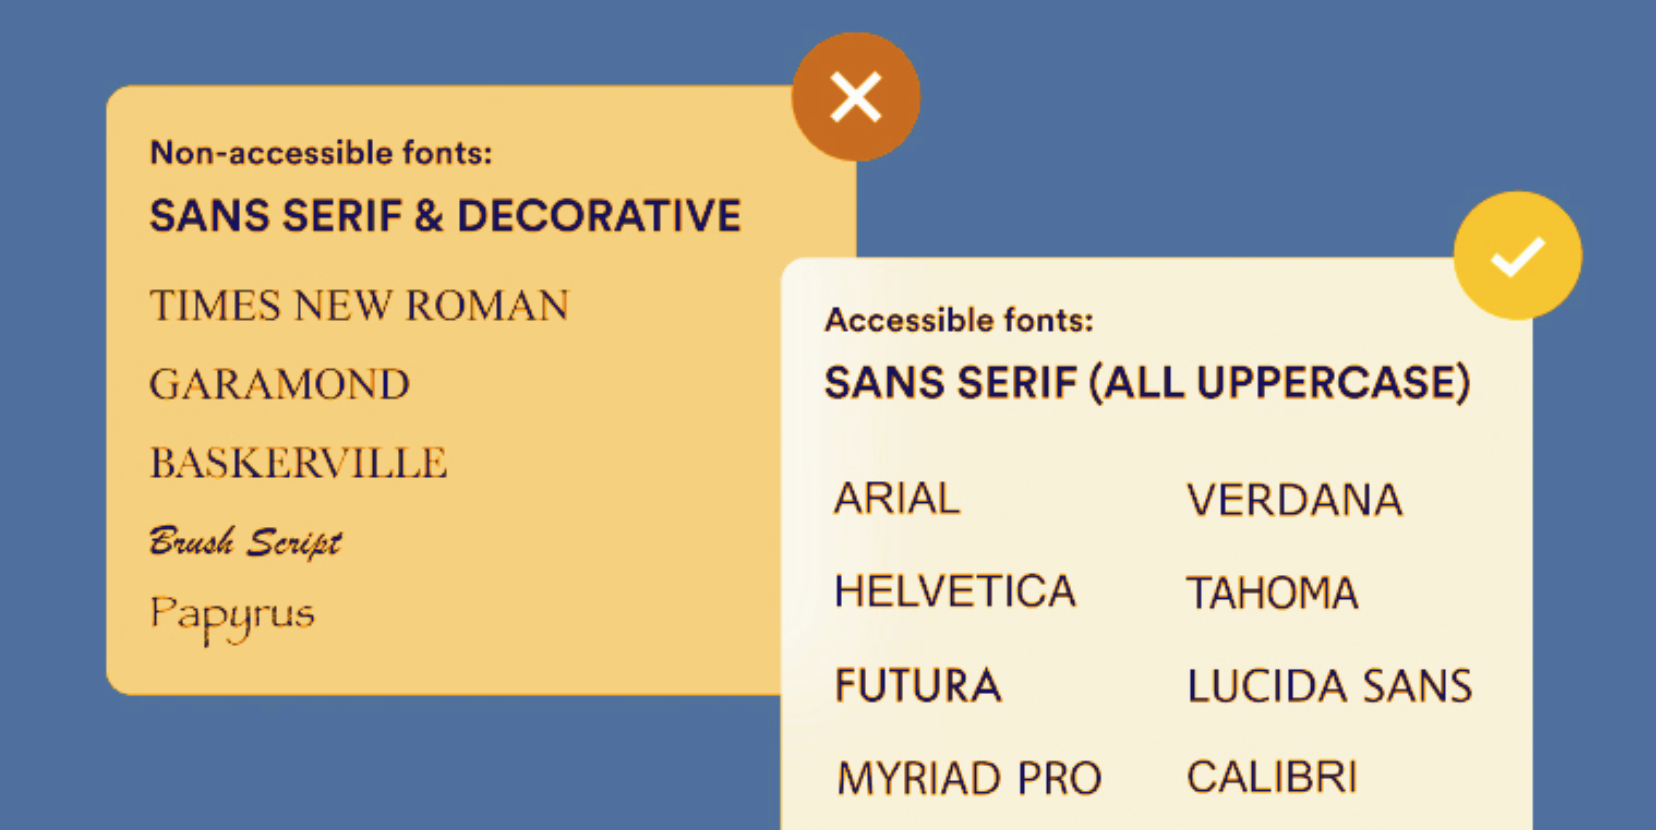 Non-accessible fonts:
SANS SERIF & DECORATIVE
TIMES NEW ROMAN
GARAMOND
BASKERVILLE
Brush Script
Papyrus
Accessible fonts:
SANS SERIF (ALL UPPERCASE)
ARIAL
VERDANA
HELVETICA
TAHOMA
FUTURA
LUCIDA SANS
MYRIAD PRO
CALIBRI